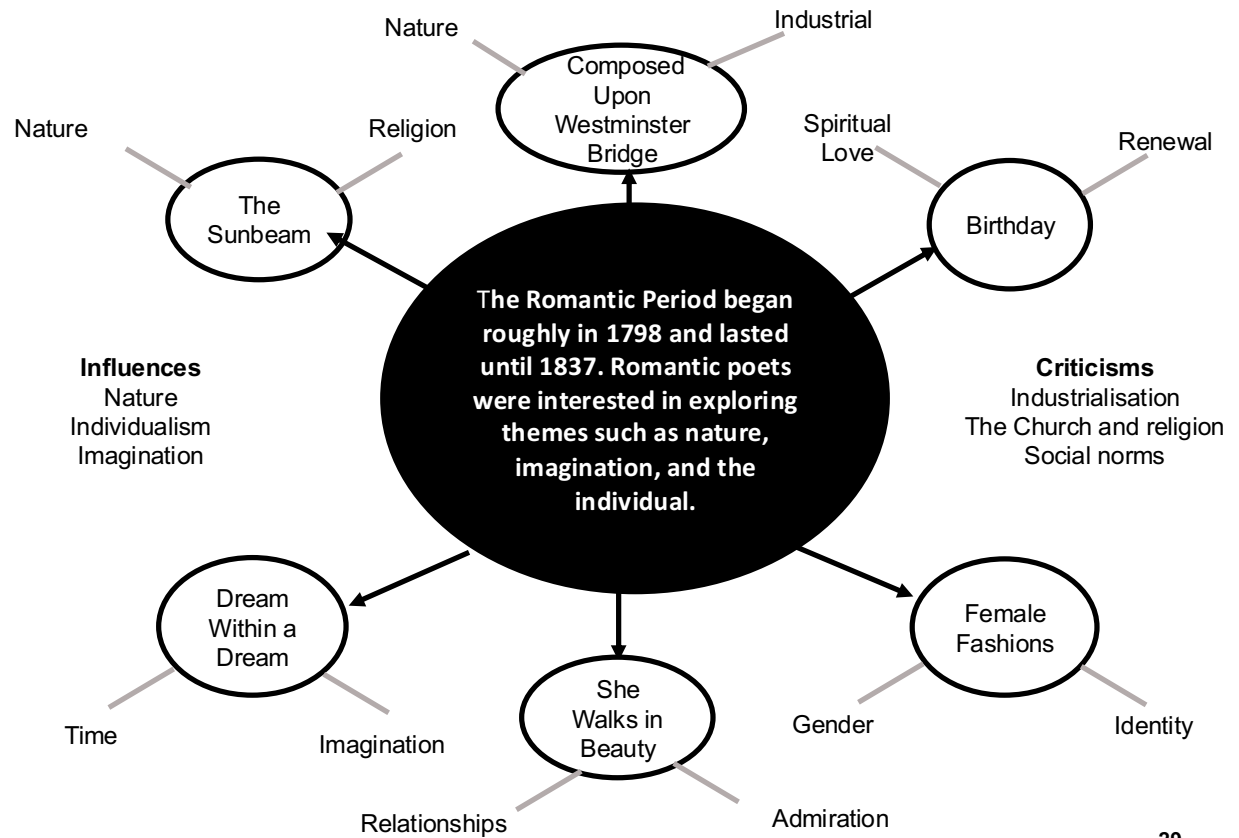 Nature
Industrial
Composed
Upon
Westminster
Bridge
Nature
Religion
The
Sunbeam
Spiritual
Love
Renewal
Birthday
The Romantic Period began
roughly in 1798 and lasted
until 1837. Romantic poets
were interested in exploring
themes such as nature,
imagination, and the
individual.
Influences
Nature
Individualism
Imagination
Criticisms
Industrialisation
The Church and religion
Social norms
Dream
Within a
Dream
Time
Imagination
She
Walks in
Beauty
Relationships
Admiration
Female
Fashions
Gender
Identity